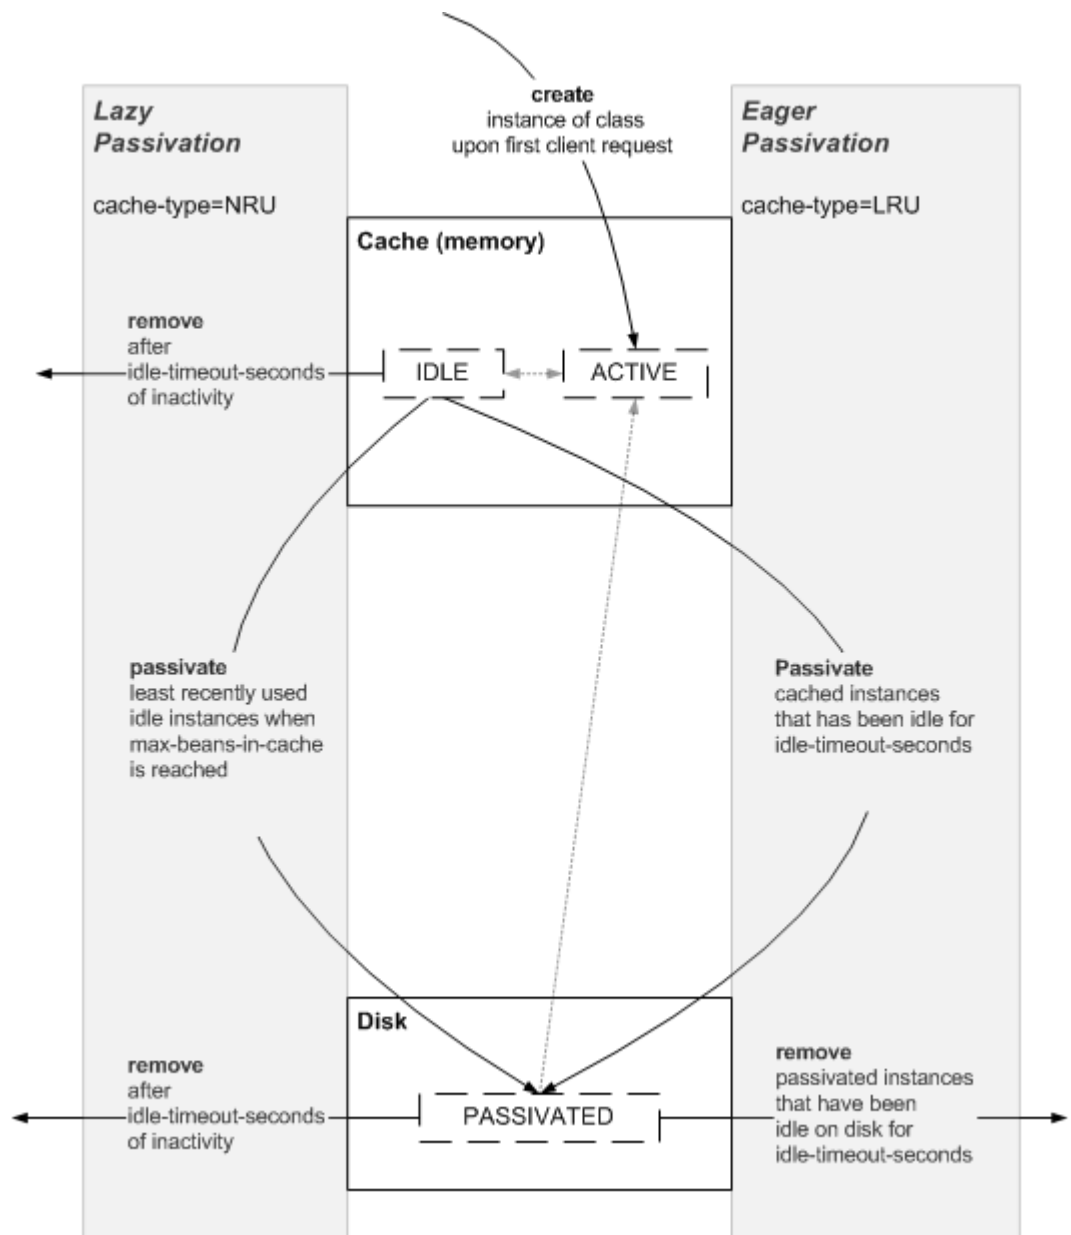 create
instance of class
upon first client request
Lazy
Passivation
cache-type=NRU
Eager
Passivation
cache-type=LRU
Cache (memory)
remove
after
idle-timeout-seconds
of inactivity
IDLE
ACTIVE
passivate
least recently used
idle instances when
max-beans-in-cache
is reached
Passivate
cached instances
that has been idle for
idle-timeout-seconds
Disk
remove
after
idle-timeout-seconds
of inactivity
PASSIVATED
remove
passivated instances
that have been
idle on disk for
idle-timeout-seconds